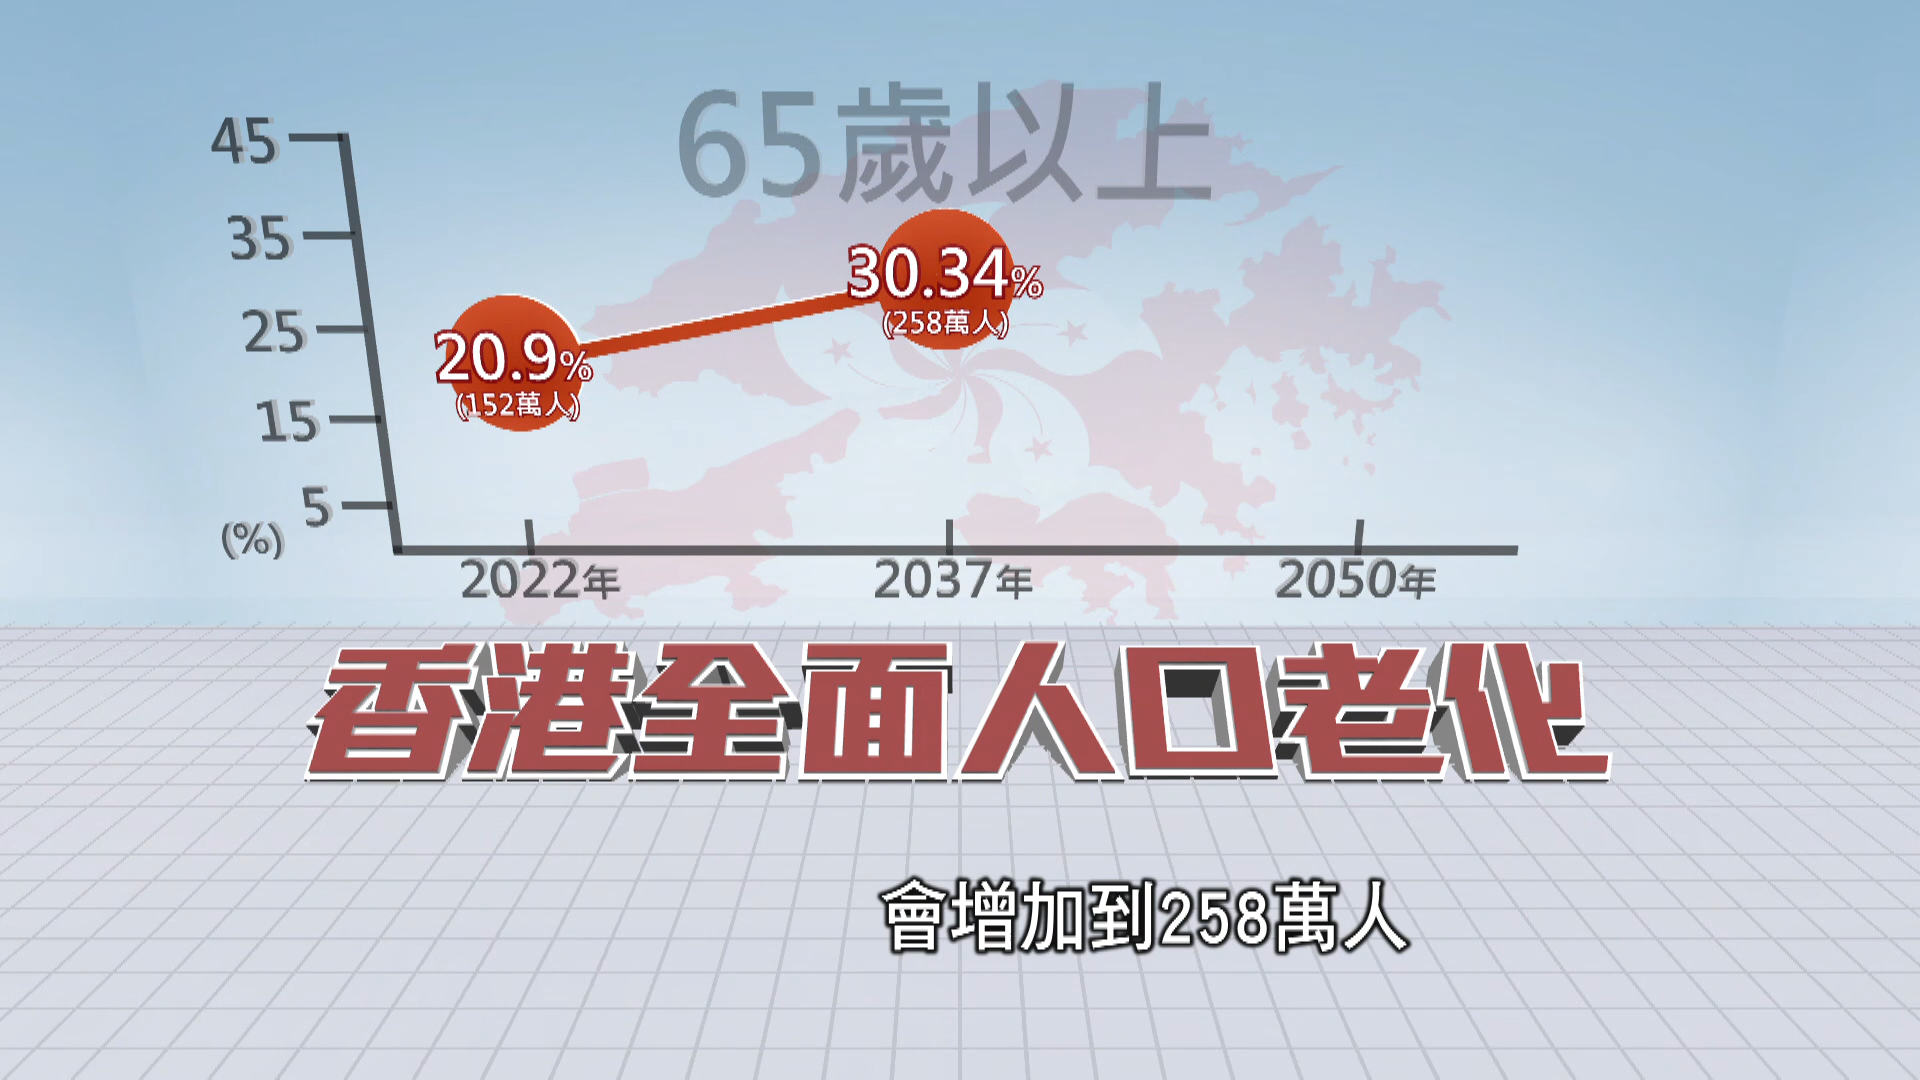 65歲以上
45
35
25
15
5
(%)
20.9%
(152萬人)
30.34%
(258萬人)
2022年
2037年
2050年
香港全面人口老化
會增加到258萬人